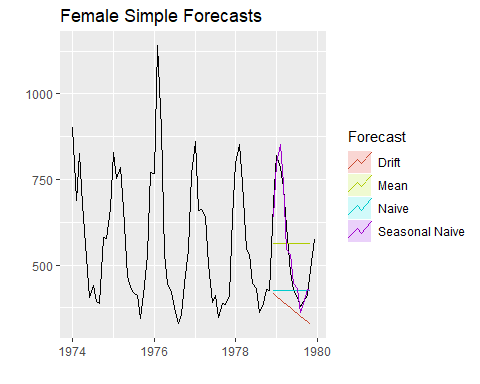 Female Simple Forecasts
1000
750
500
1974
1976
1978
1980
Forecast
Drift
Mean
Naive
Seasonal Naive